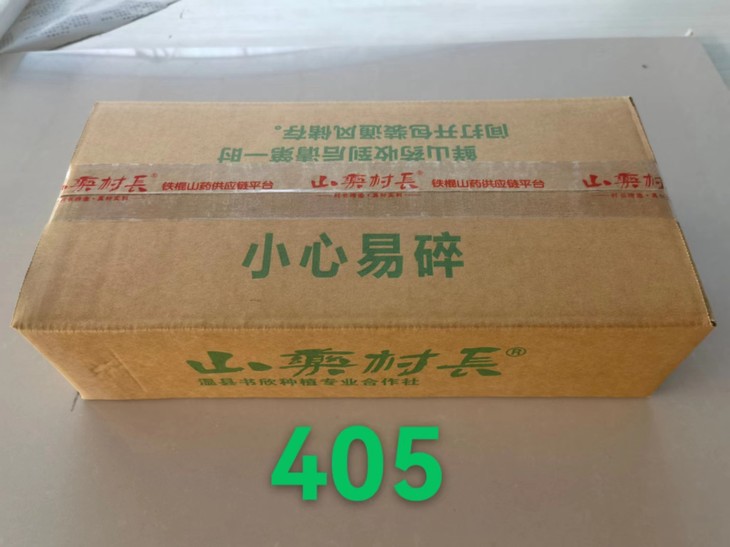 鲜山药收到后请第一时
间打开包装通风储存。
山药村长® 铁棍山药供应链平台 山药村长® 铁棍山药供应链平台 山药村长
小心易碎
山药村长®
温县书欣种植专业合作社
405